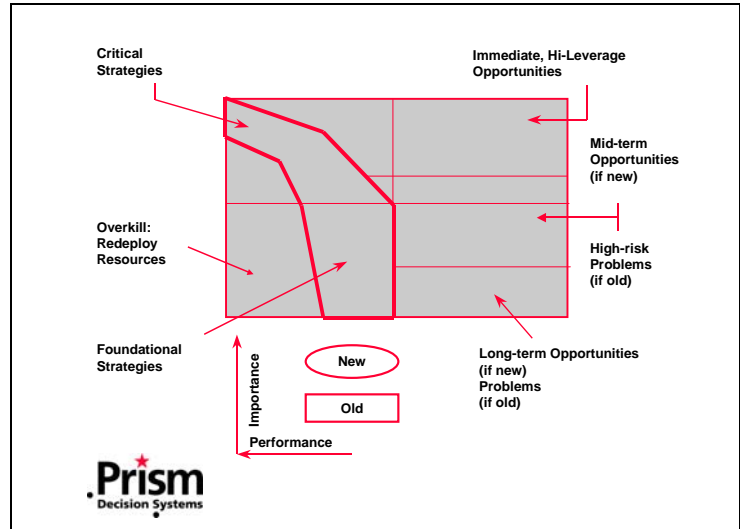 Critical
Strategies
Immediate, Hi-Leverage
Opportunities
Mid-term
Opportunities
(if new)
Overkill:
Redeploy
Resources
High-risk
Problems
(if old)
Foundational
Strategies
Long-term Opportunities
(if new)
Problems
(if old)
New
Old
Importance
Performance
Prism
Decision Systems